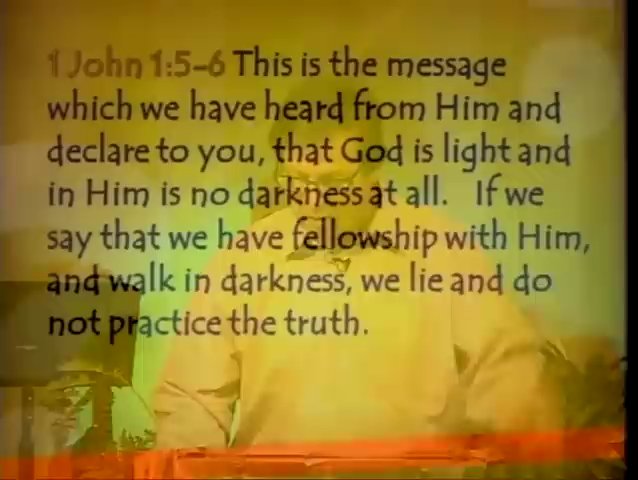 1 John 1:5-6 This is the message
which we have heard from Him and
declare to you, that God is light and
in Him is no darkness at all. If we
say that we have fellowship with Him,
and walk in darkness, we lie and do
not practice the truth.